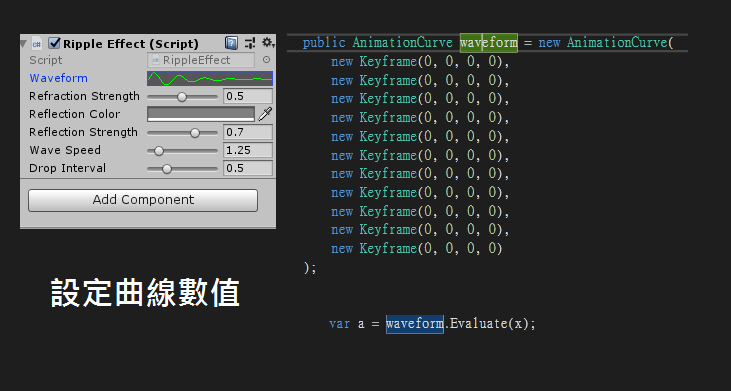 Ripple Effect (Script)
Script RippleEffect
Waveform
Refraction Strength 0.5
Reflection Color
Reflection Strength 0.7
Wave Speed 1.25
Drop Interval 0.5
Add Component
設定曲線數值
public AnimationCurve waveform = new AnimationCurve(
new Keyframe(0, 0, 0, 0),
new Keyframe(0, 0, 0, 0),
new Keyframe(0, 0, 0, 0),
new Keyframe(0, 0, 0, 0),
new Keyframe(0, 0, 0, 0),
new Keyframe(0, 0, 0, 0),
new Keyframe(0, 0, 0, 0),
new Keyframe(0, 0, 0, 0),
new Keyframe(0, 0, 0, 0),
new Keyframe(0, 0, 0, 0),
new Keyframe(0, 0, 0, 0)
);
var a = waveform.Evaluate(x);